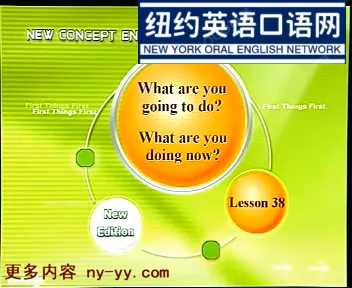 NEW CONCEPT EN
纽约英语口语网
NEW YORK ORAL ENGLISH NETWORK
What are you
going to do?
What are you
doing now?
First Things First
First Things First
First Things First
Lesson 38
New
Edition
更多内容 ny-yy.com